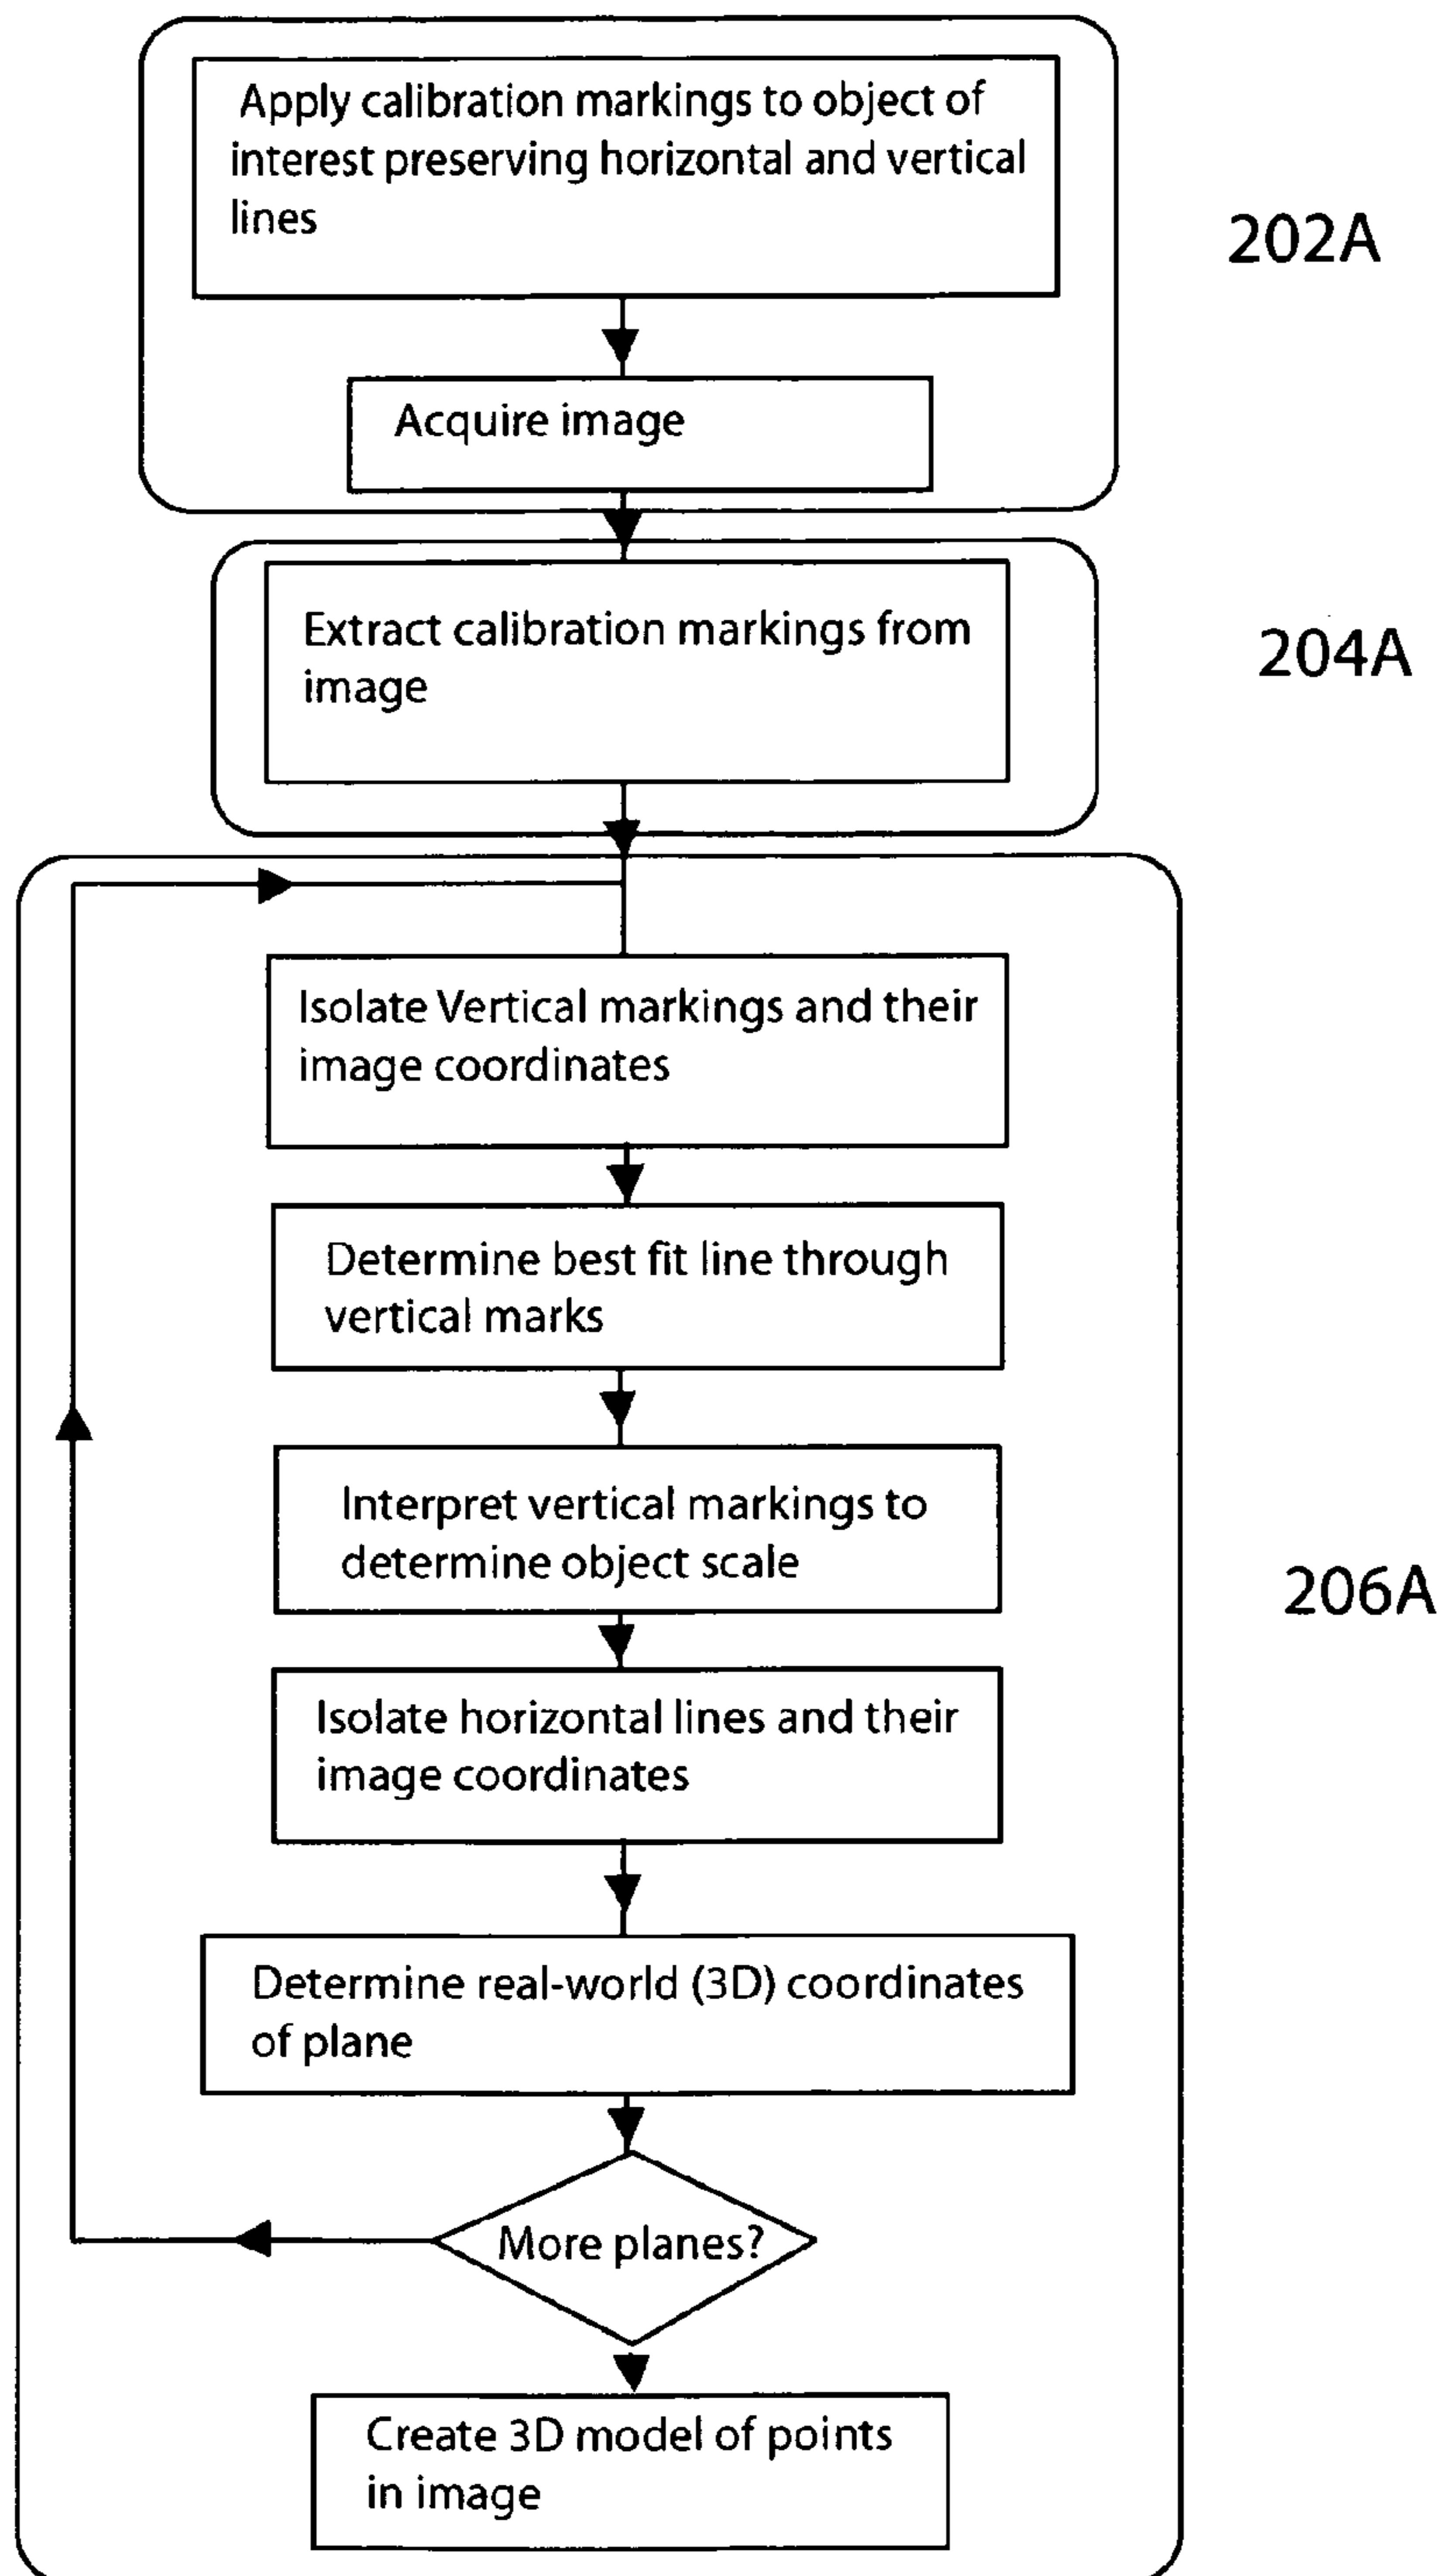 Apply calibration markings to object of
interest preserving horizontal and vertical
lines
202A
Acquire image
Extract calibration markings from
image
204A
Isolate Vertical markings and their
image coordinates
Determine best fit line through
vertical marks
Interpret vertical markings to
determine object scale
206A
Isolate horizontal lines and their
image coordinates
Determine real-world (3D) coordinates
of plane
More planes?
Create 3D model of points
in image